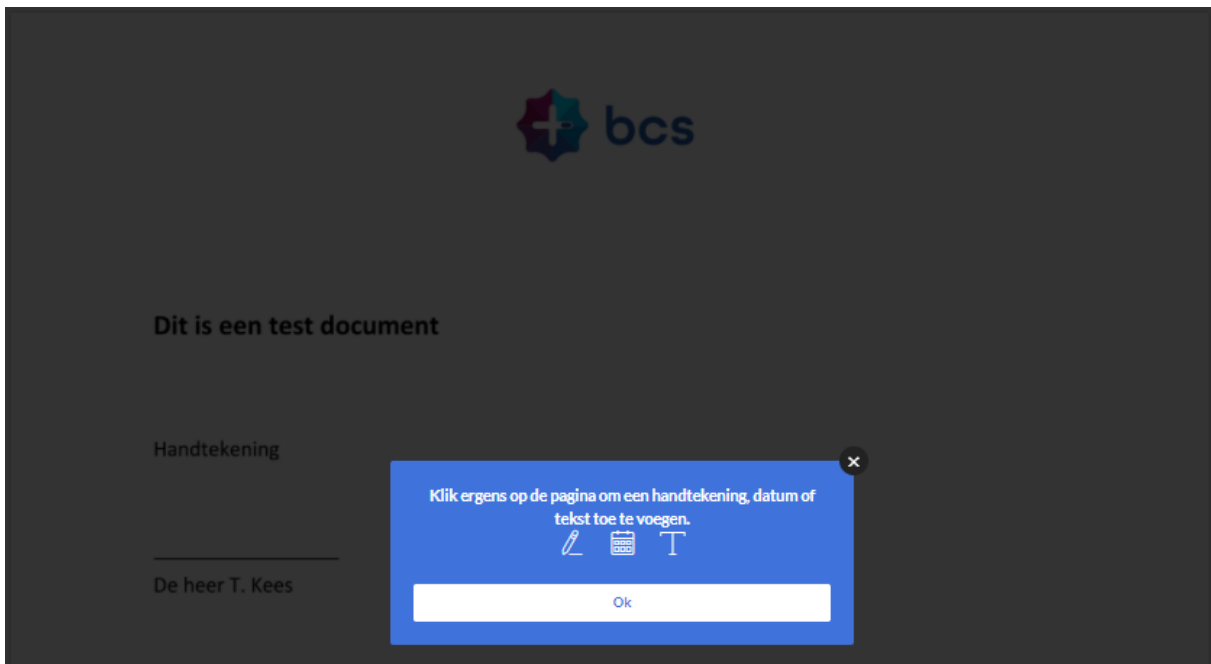 bcs
Dit is een test document
Handtekening
Klik ergens op de pagina om een handtekening, datum of
tekst toe te voegen.
Ok
De heer T. Kees